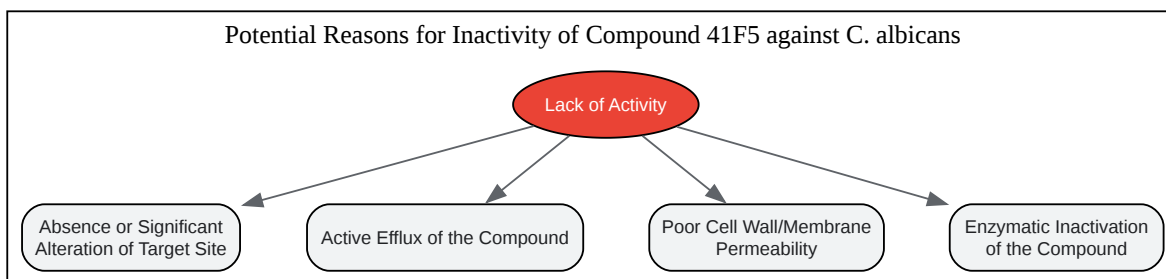 Potential Reasons for Inactivity of Compound 41F5 against C. albicans
Lack of Activity
Absence or Significant
Alteration of Target Site
Active Efflux of the Compound
Poor Cell Wall/Membrane
Permeability
Enzymatic Inactivation
of the Compound